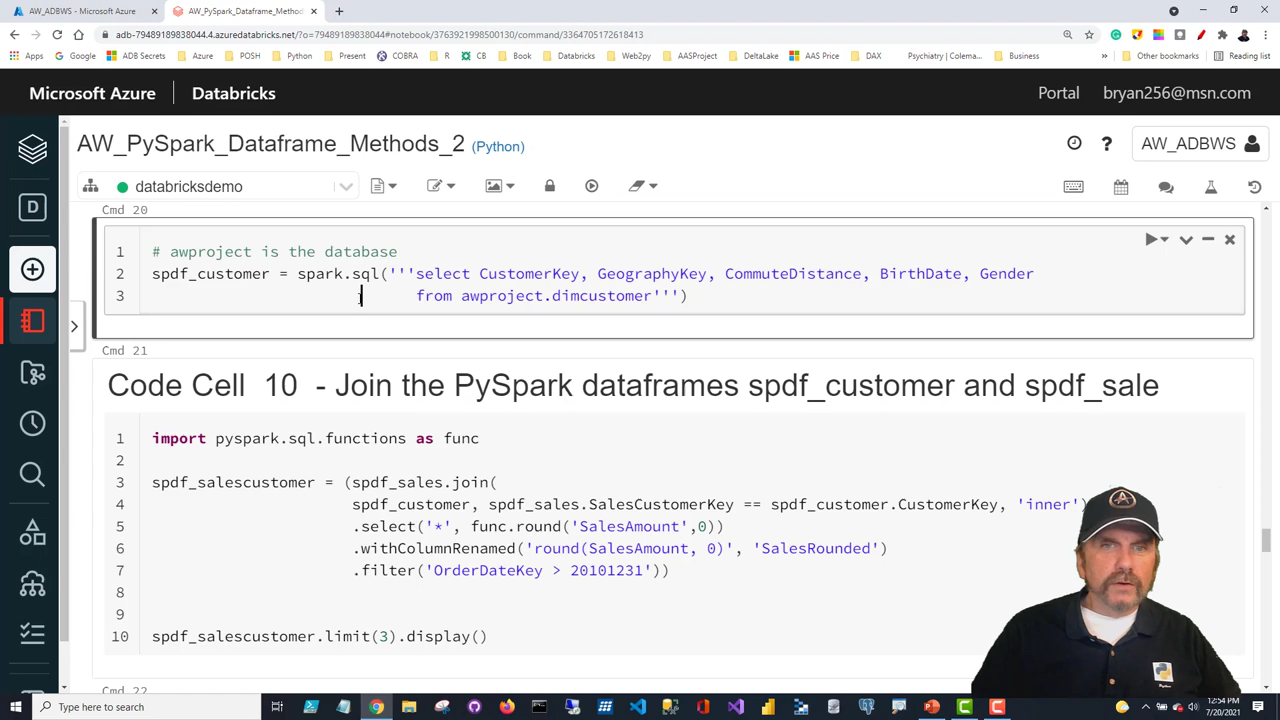 AW_ADBWS - Microsoft Azure
AW_PySpark_Dataframe_Methods_
adb-79489189838044.4.azuredatabricks.net/?o=79489189838044#notebook/3763921998500130/command/3364705172618413
Apps
Getting Started
ADB Secrets
Azure
POSH
Python
Present
COBRA
R
CB
Book
Databricks
Web2py
AASProject
DeltaLake
AAS Price
DAX
Psychiatry | Colema...
Business
Other bookmarks
Reading list
Microsoft Azure
Databricks
Portal
bryan256@msn.com
AW_PySpark_Dataframe_Methods_2 (Python)
AW_ADBWS
databricksdemo
D
Cmd 20
1 # awproject is the database
2 spdf_customer = spark.sql('''select CustomerKey, GeographyKey, CommuteDistance, BirthDate, Gender
3 from awproject.dimcustomer''')
Cmd 21
Code Cell 10 - Join the PySpark dataframes spdf_customer and spdf_sale
1 import pyspark.sql.functions as func
2
3 spdf_salescustomer = (spdf_sales.join(
4 spdf_customer, spdf_sales.SalesCustomerKey == spdf_customer.CustomerKey, 'inner')
5 .select('*', func.round('SalesAmount',0))
6 .withColumnRenamed('round(SalesAmount, 0)', 'SalesRounded')
7 .filter('OrderDateKey > 20101231'))
8
9
10 spdf_salescustomer.limit(3).display()
Cmd 22
Type here to search
12:54 PM
7/20/2021